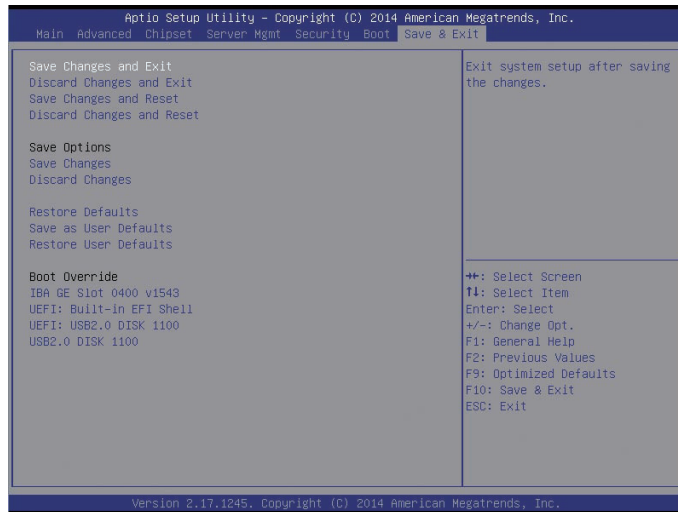 Aptio Setup Utility – Copyright (C) 2014 American Megatrends, Inc.
Main Advanced Chipset Server Mgmt Security Boot Save & Exit
Save Changes and Exit
Discard Changes and Exit
Save Changes and Reset
Discard Changes and Reset
Save Options
Save Changes
Discard Changes
Restore Defaults
Save as User Defaults
Restore User Defaults
Boot Override
IBA GE Slot 0400 v1543
UEFI: Built-in EFI Shell
UEFI: USB2.0 DISK 1100
USB2.0 DISK 1100
Exit system setup after saving
the changes.
→←: Select Screen
↑↓: Select Item
Enter: Select
+/-: Change Opt.
F1: General Help
F2: Previous Values
F9: Optimized Defaults
F10: Save & Exit
ESC: Exit
Version 2.17.1245. Copyright (C) 2014 American Megatrends, Inc.